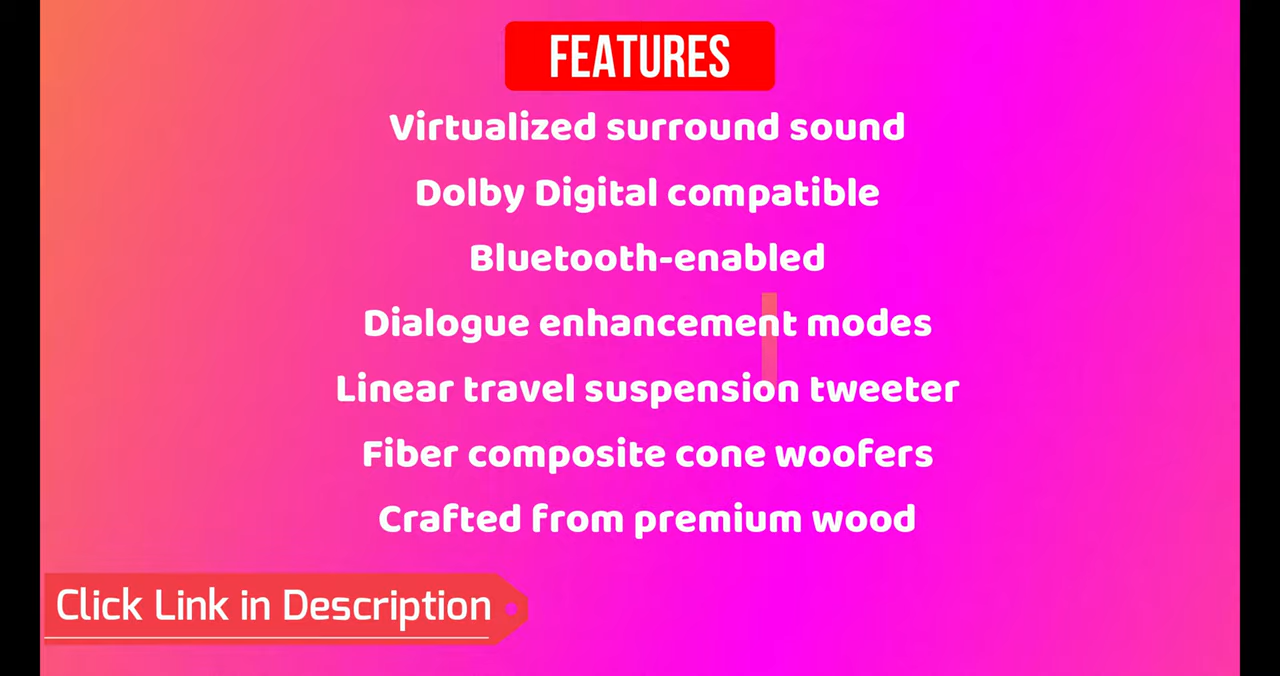 FEATURES
Virtualized surround sound
Dolby Digital compatible
Bluetooth-enabled
Dialogue enhancement modes
Linear travel suspension tweeter
Fiber composite cone woofers
Crafted from premium wood
Click Link in Description